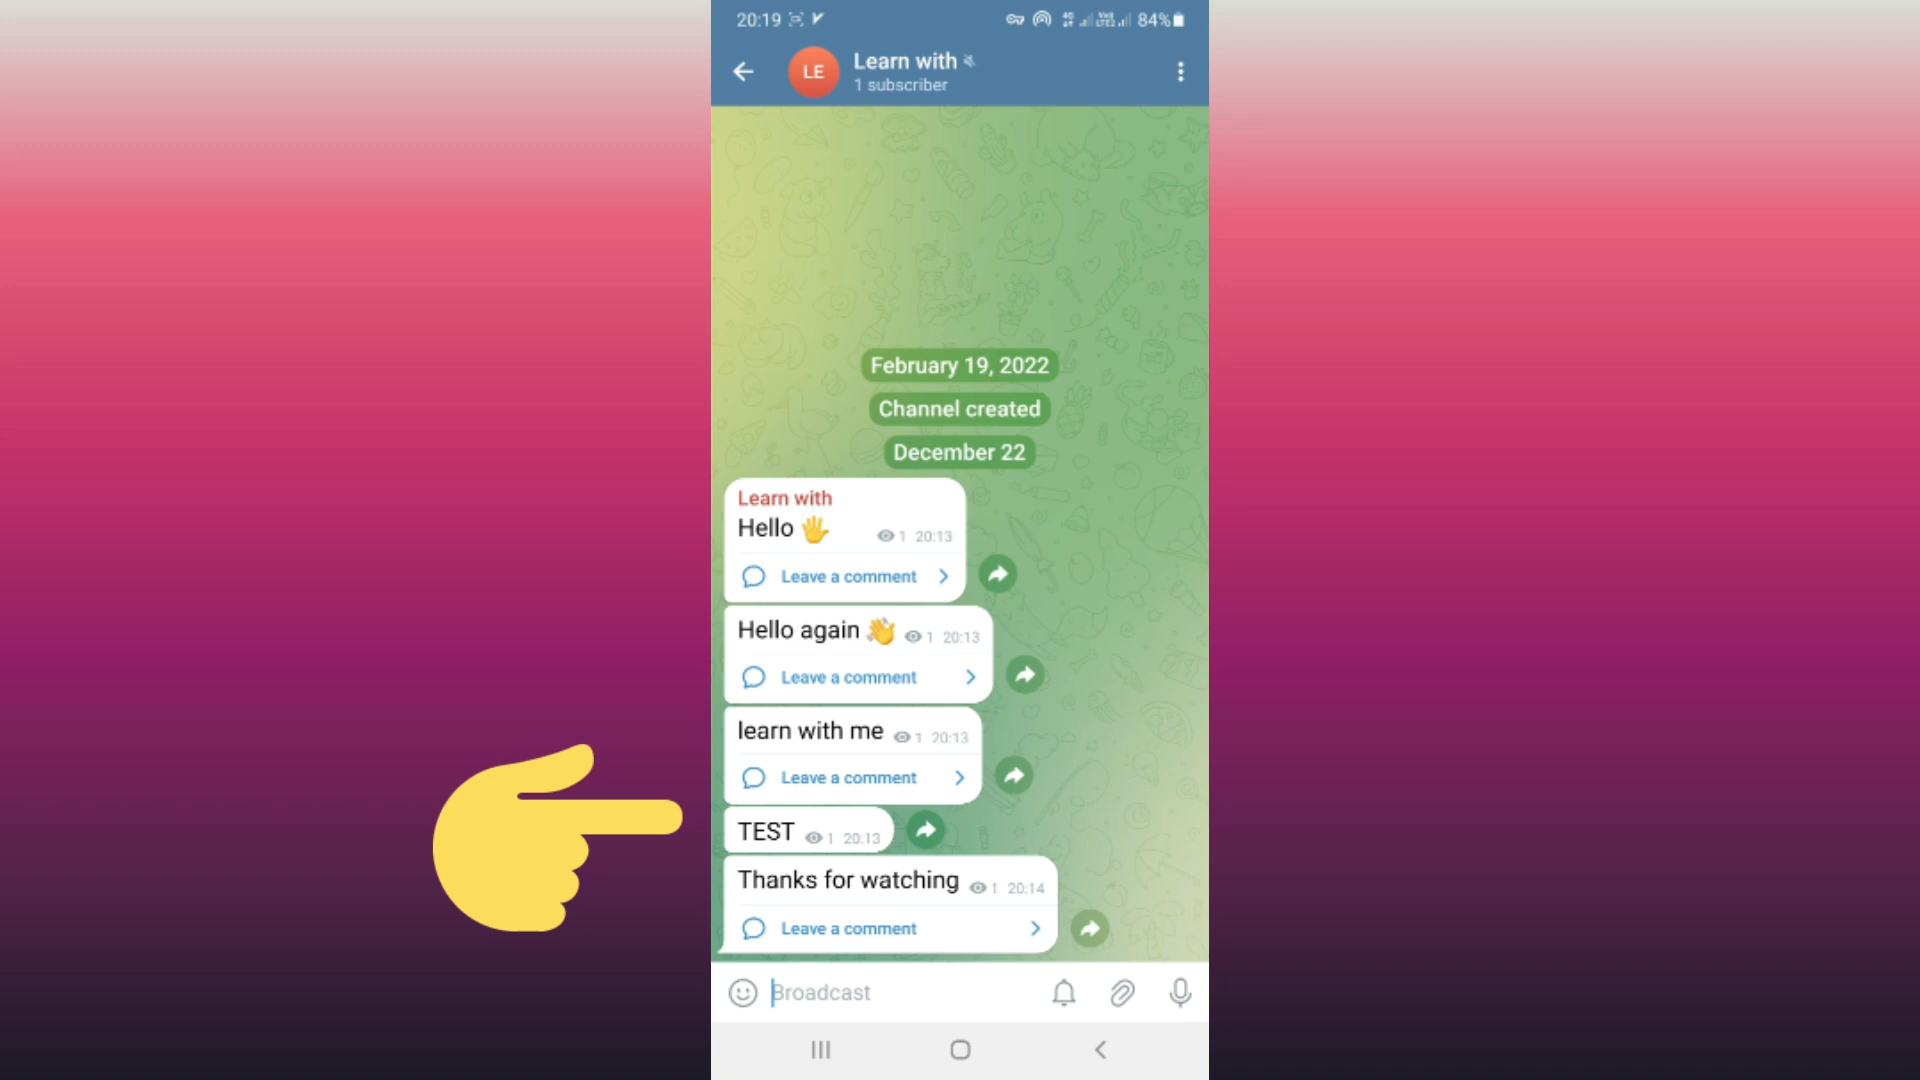 20:19 84%
LE Learn with
1 subscriber
February 19, 2022
Channel created
December 22
Learn with
Hello 🖐 1 20:13
Leave a comment
Hello again 👋 1 20:13
Leave a comment
learn with me 1 20:13
Leave a comment
TEST 1 20:13
Thanks for watching 1 20:14
Leave a comment
Broadcast